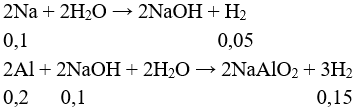 2Na + 2H₂O → 2NaOH + H₂
0,1 0,05
2Al + 2NaOH + 2H₂O → 2NaAlO₂ + 3H₂
0,2 0,1 0,15